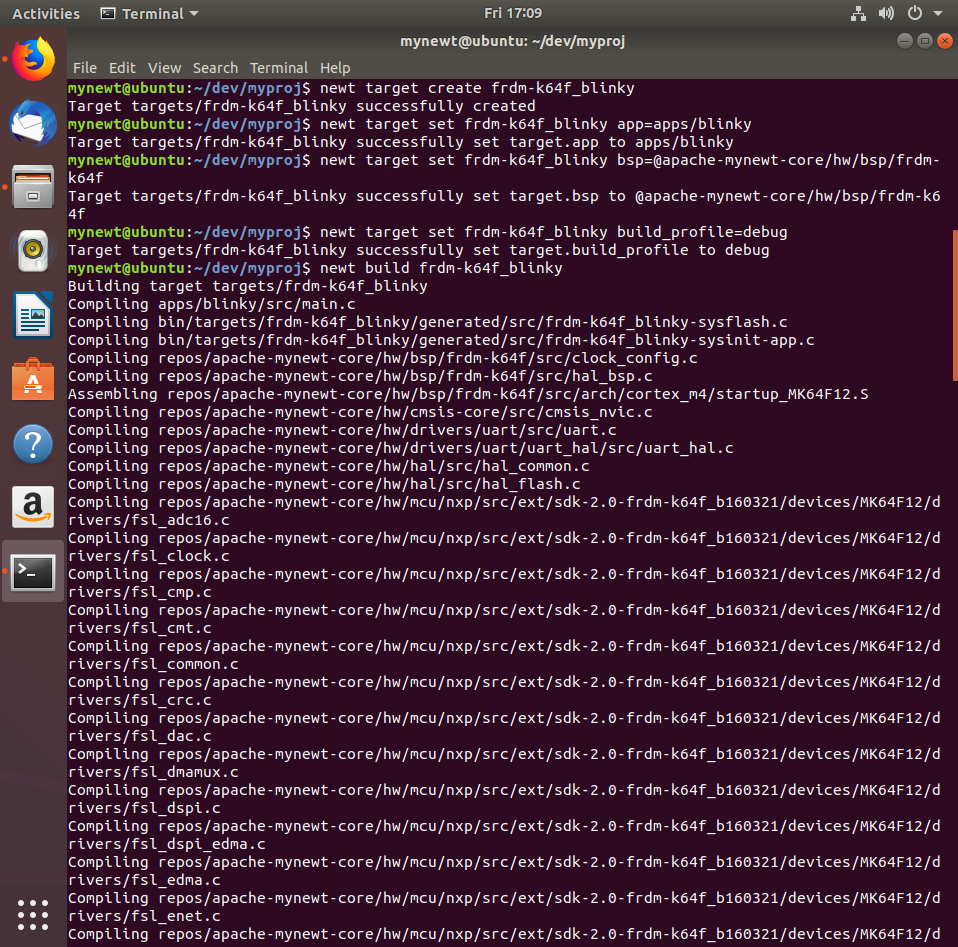 Activities Terminal Fri 17:09
mynewt@ubuntu: ~/dev/myproj
File Edit View Search Terminal Help
mynewt@ubuntu:~/dev/myproj$ newt target create frdm-k64f_blinky
Target targets/frdm-k64f_blinky successfully created
mynewt@ubuntu:~/dev/myproj$ newt target set frdm-k64f_blinky app=apps/blinky
Target targets/frdm-k64f_blinky successfully set target.app to apps/blinky
mynewt@ubuntu:~/dev/myproj$ newt target set frdm-k64f_blinky bsp=@apache-mynewt-core/hw/bsp/frdm-
k64f
Target targets/frdm-k64f_blinky successfully set target.bsp to @apache-mynewt-core/hw/bsp/frdm-k6
4f
mynewt@ubuntu:~/dev/myproj$ newt target set frdm-k64f_blinky build_profile=debug
Target targets/frdm-k64f_blinky successfully set target.build_profile to debug
mynewt@ubuntu:~/dev/myproj$ newt build frdm-k64f_blinky
Building target targets/frdm-k64f_blinky
Compiling apps/blinky/src/main.c
Compiling bin/targets/frdm-k64f_blinky/generated/src/frdm-k64f_blinky-sysflash.c
Compiling bin/targets/frdm-k64f_blinky/generated/src/frdm-k64f_blinky-sysinit-app.c
Compiling repos/apache-mynewt-core/hw/bsp/frdm-k64f/src/clock_config.c
Compiling repos/apache-mynewt-core/hw/bsp/frdm-k64f/src/hal_bsp.c
Assembling repos/apache-mynewt-core/hw/bsp/frdm-k64f/src/arch/cortex_m4/startup_MK64F12.S
Compiling repos/apache-mynewt-core/hw/cmsis-core/src/cmsis_nvic.c
Compiling repos/apache-mynewt-core/hw/drivers/uart/src/uart.c
Compiling repos/apache-mynewt-core/hw/drivers/uart/uart_hal/src/uart_hal.c
Compiling repos/apache-mynewt-core/hw/hal/src/hal_common.c
Compiling repos/apache-mynewt-core/hw/hal/src/hal_flash.c
Compiling repos/apache-mynewt-core/hw/mcu/nxp/src/ext/sdk-2.0-frdm-k64f_b160321/devices/MK64F12/d
rivers/fsl_adc16.c
Compiling repos/apache-mynewt-core/hw/mcu/nxp/src/ext/sdk-2.0-frdm-k64f_b160321/devices/MK64F12/d
rivers/fsl_clock.c
Compiling repos/apache-mynewt-core/hw/mcu/nxp/src/ext/sdk-2.0-frdm-k64f_b160321/devices/MK64F12/d
rivers/fsl_cmp.c
Compiling repos/apache-mynewt-core/hw/mcu/nxp/src/ext/sdk-2.0-frdm-k64f_b160321/devices/MK64F12/d
rivers/fsl_cmt.c
Compiling repos/apache-mynewt-core/hw/mcu/nxp/src/ext/sdk-2.0-frdm-k64f_b160321/devices/MK64F12/d
rivers/fsl_common.c
Compiling repos/apache-mynewt-core/hw/mcu/nxp/src/ext/sdk-2.0-frdm-k64f_b160321/devices/MK64F12/d
rivers/fsl_crc.c
Compiling repos/apache-mynewt-core/hw/mcu/nxp/src/ext/sdk-2.0-frdm-k64f_b160321/devices/MK64F12/d
rivers/fsl_dac.c
Compiling repos/apache-mynewt-core/hw/mcu/nxp/src/ext/sdk-2.0-frdm-k64f_b160321/devices/MK64F12/d
rivers/fsl_dmamux.c
Compiling repos/apache-mynewt-core/hw/mcu/nxp/src/ext/sdk-2.0-frdm-k64f_b160321/devices/MK64F12/d
rivers/fsl_dspi.c
Compiling repos/apache-mynewt-core/hw/mcu/nxp/src/ext/sdk-2.0-frdm-k64f_b160321/devices/MK64F12/d
rivers/fsl_dspi_edma.c
Compiling repos/apache-mynewt-core/hw/mcu/nxp/src/ext/sdk-2.0-frdm-k64f_b160321/devices/MK64F12/d
rivers/fsl_edma.c
Compiling repos/apache-mynewt-core/hw/mcu/nxp/src/ext/sdk-2.0-frdm-k64f_b160321/devices/MK64F12/d
rivers/fsl_enet.c
Compiling repos/apache-mynewt-core/hw/mcu/nxp/src/ext/sdk-2.0-frdm-k64f_b160321/devices/MK64F12/d